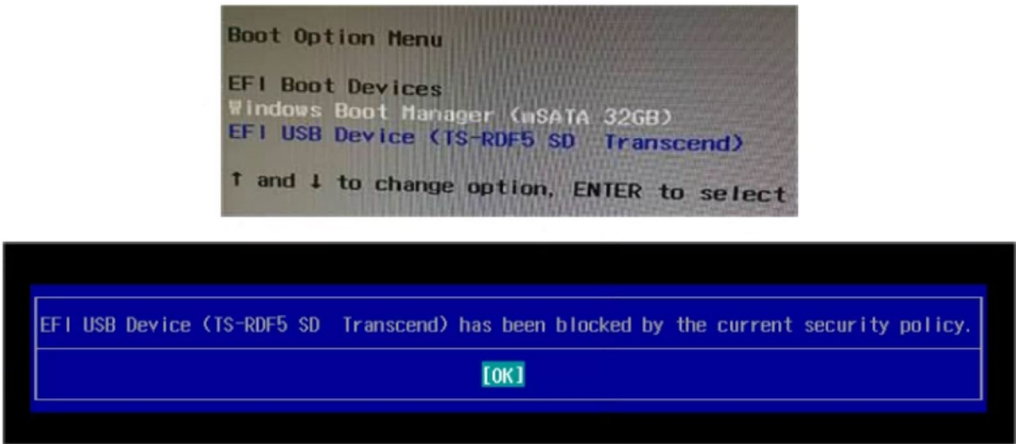 Boot Option Menu
EFI Boot Devices
Windows Boot Manager (mSATA 32GB)
EFI USB Device (TS-RDF5 SD  Transcend)
↑ and ↓ to change option, ENTER to select
EFI USB Device (TS-RDF5 SD  Transcend) has been blocked by the current security policy.
[OK]